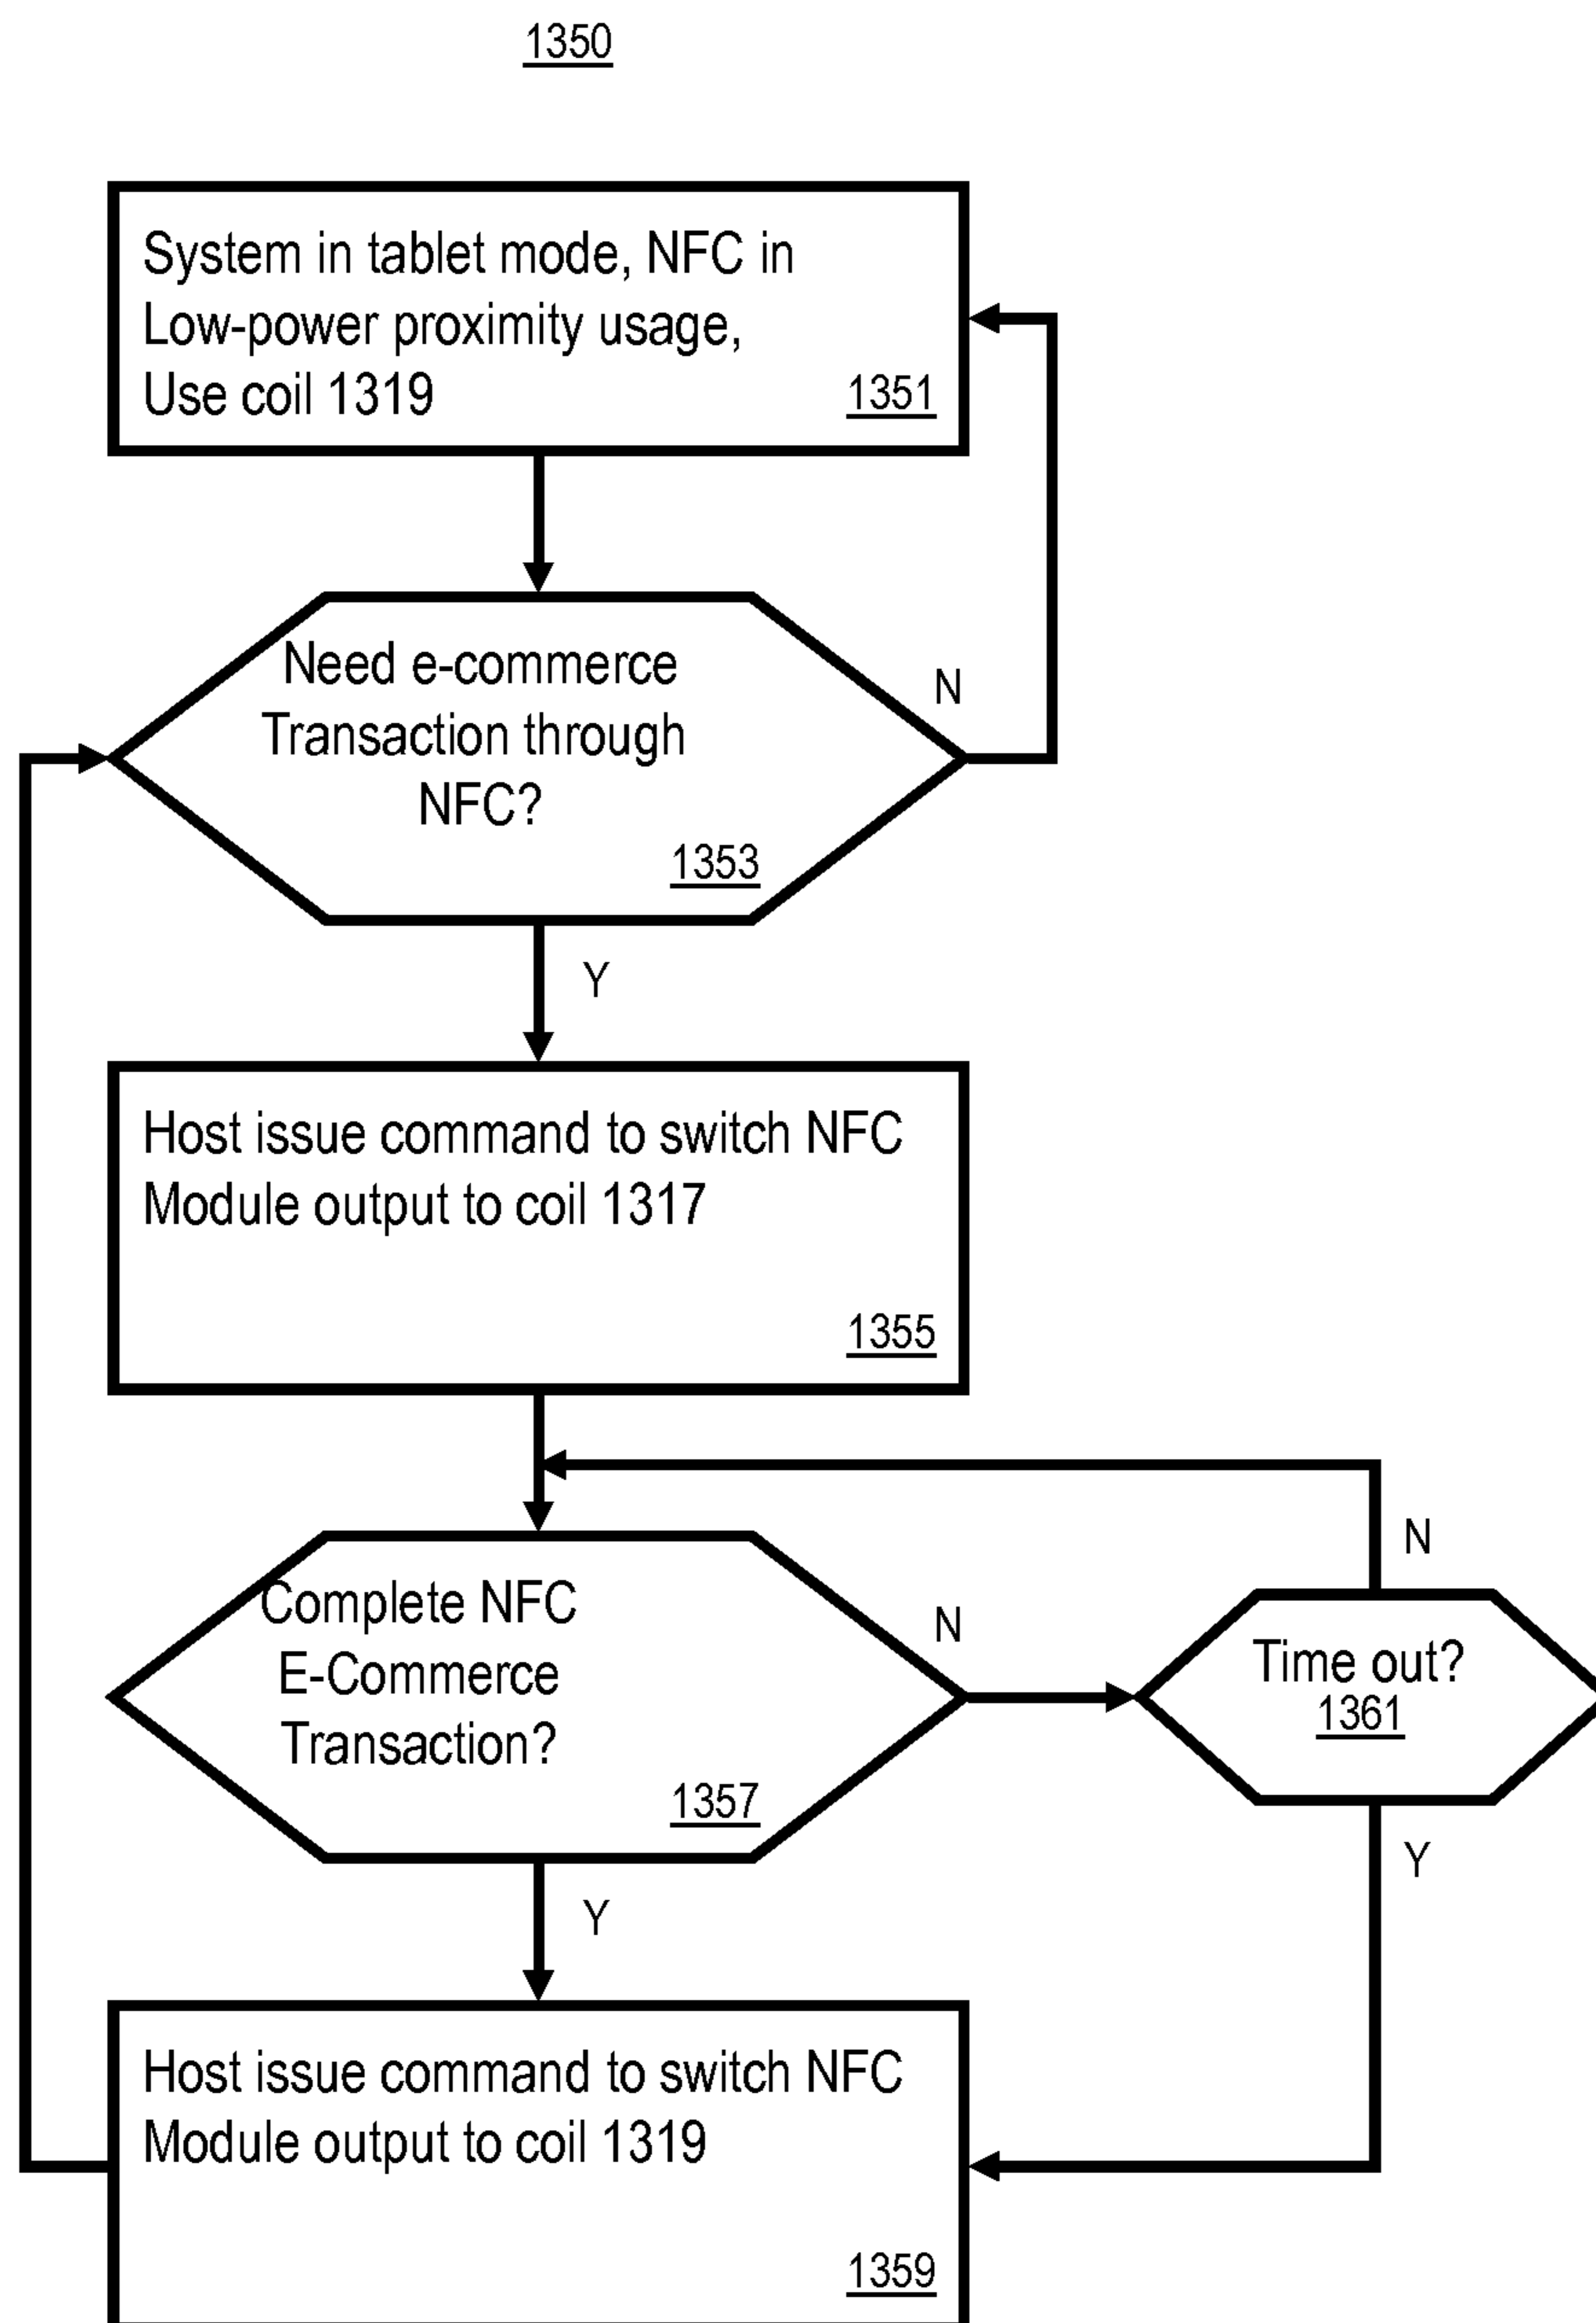 1350
System in tablet mode, NFC in
Low-power proximity usage,
Use coil 1319
1351
Need e-commerce
Transaction through
NFC?
1353
N
Y
Host issue command to switch NFC
Module output to coil 1317
1355
Complete NFC
E-Commerce
Transaction?
1357
N
Time out?
1361
N
Y
Y
Host issue command to switch NFC
Module output to coil 1319
1359